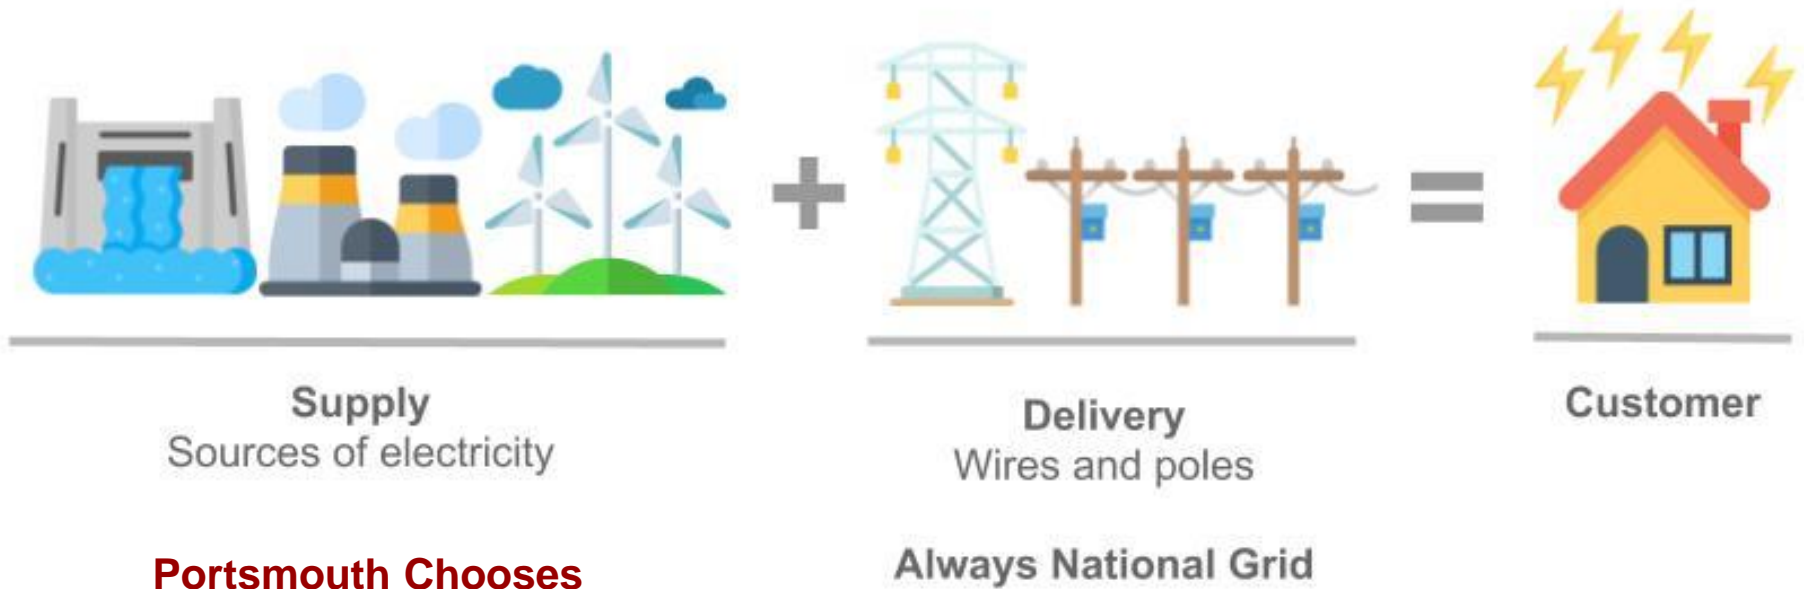 Supply
Sources of electricity
Portsmouth Chooses
Delivery
Wires and poles
Always National Grid
Customer